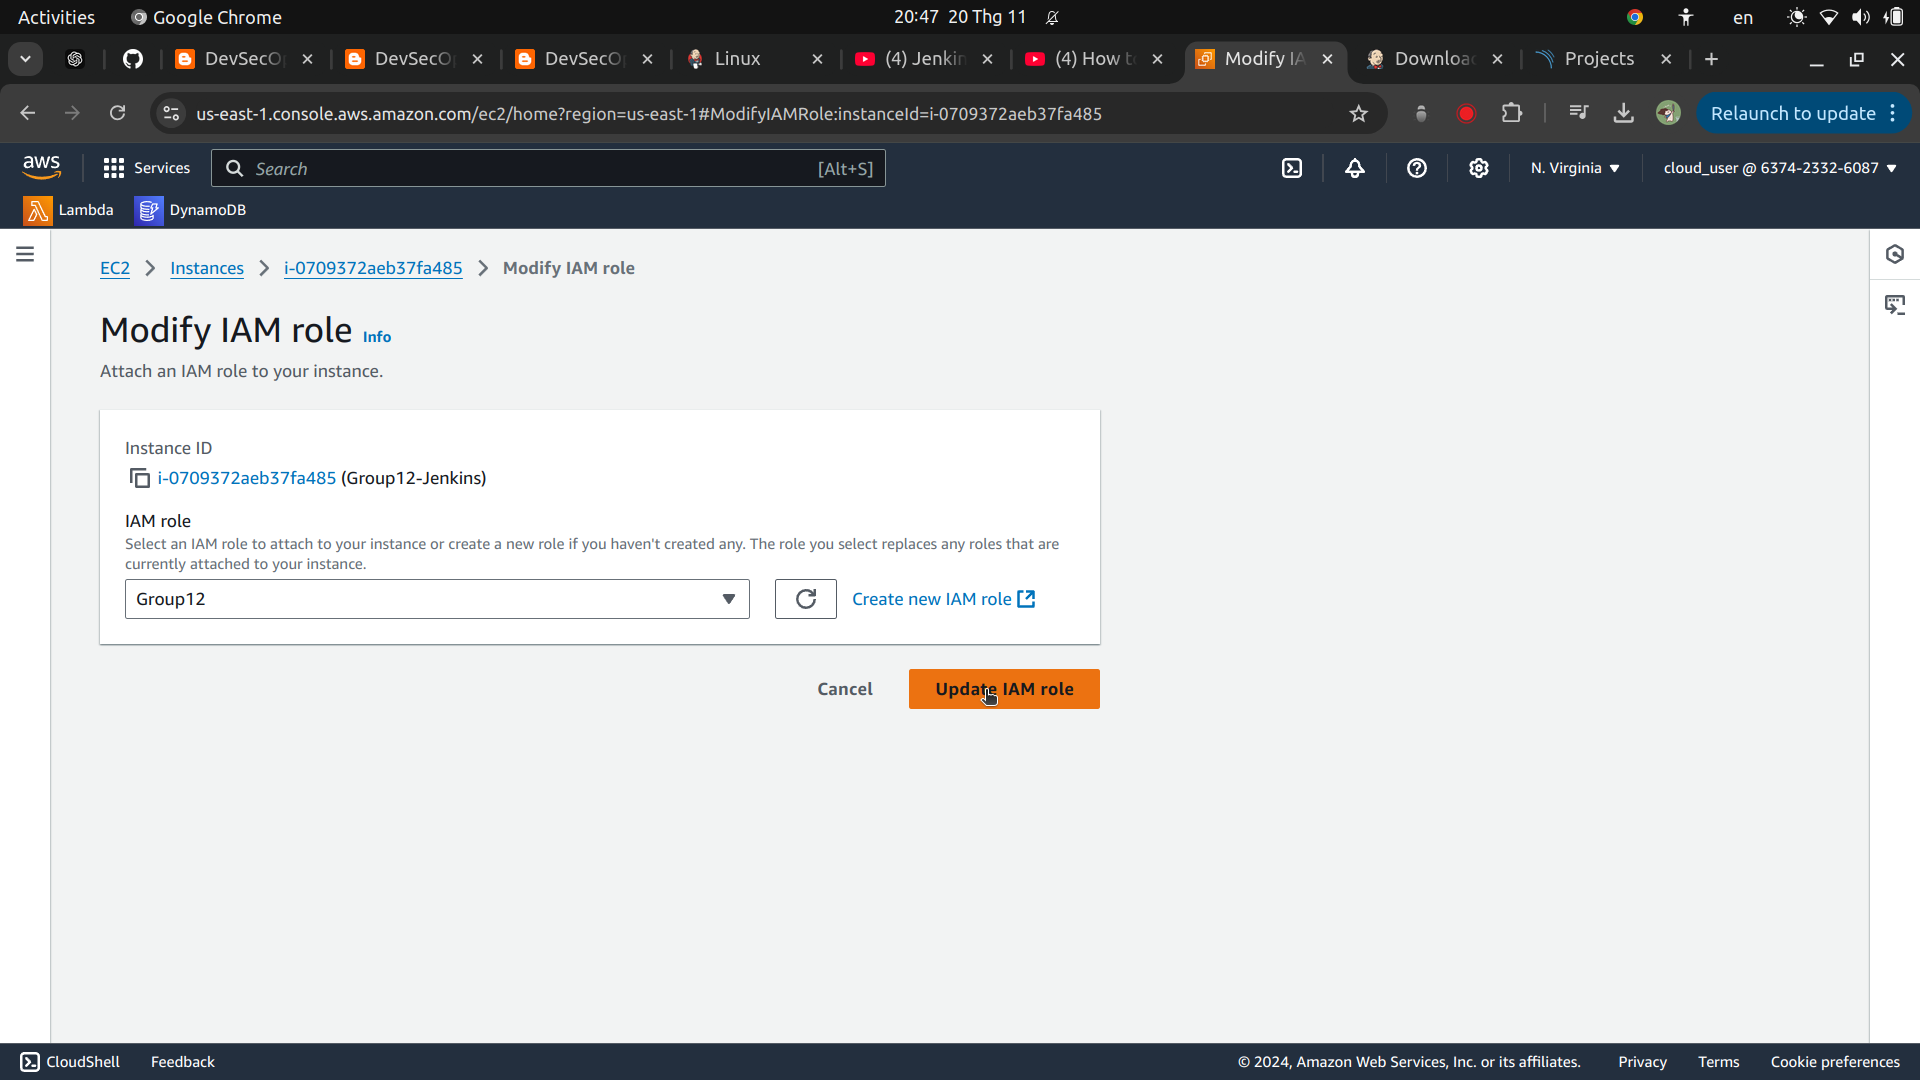 Activities
Google Chrome
20:47 20 Thg 11
en
DevSecO
DevSecO
DevSecO
Linux
(4) Jenkin
(4) How to
Modify IA
Downloa
Projects
us-east-1.console.aws.amazon.com/ec2/home?region=us-east-1#ModifyIAMRole:instanceId=i-0709372aeb37fa485
Relaunch to update
aws
Services
Search
[Alt+S]
N. Virginia
cloud_user @ 6374-2332-6087
Lambda
DynamoDB
EC2
Instances
i-0709372aeb37fa485
Modify IAM role
Modify IAM role Info
Attach an IAM role to your instance.
Instance ID
i-0709372aeb37fa485 (Group12-Jenkins)
IAM role
Select an IAM role to attach to your instance or create a new role if you haven't created any. The role you select replaces any roles that are
currently attached to your instance.
Group12
Create new IAM role
Cancel
Update IAM role
CloudShell
Feedback
© 2024, Amazon Web Services, Inc. or its affiliates.
Privacy
Terms
Cookie preferences